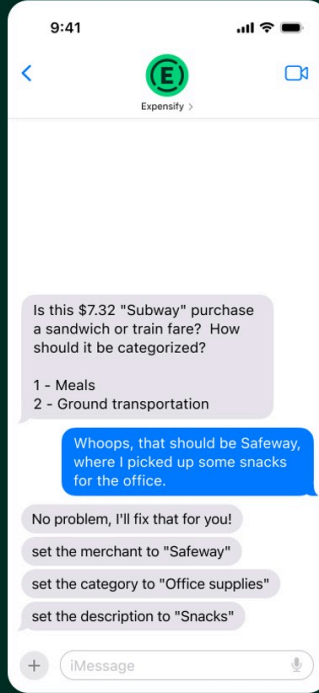 9:41
E
Expensify >
Is this $7.32 "Subway" purchase
a sandwich or train fare?  How
should it be categorized?
1 - Meals
2 - Ground transportation
Whoops, that should be Safeway,
where I picked up some snacks
for the office.
No problem, I'll fix that for you!
set the merchant to "Safeway"
set the category to "Office supplies"
set the description to "Snacks"
iMessage